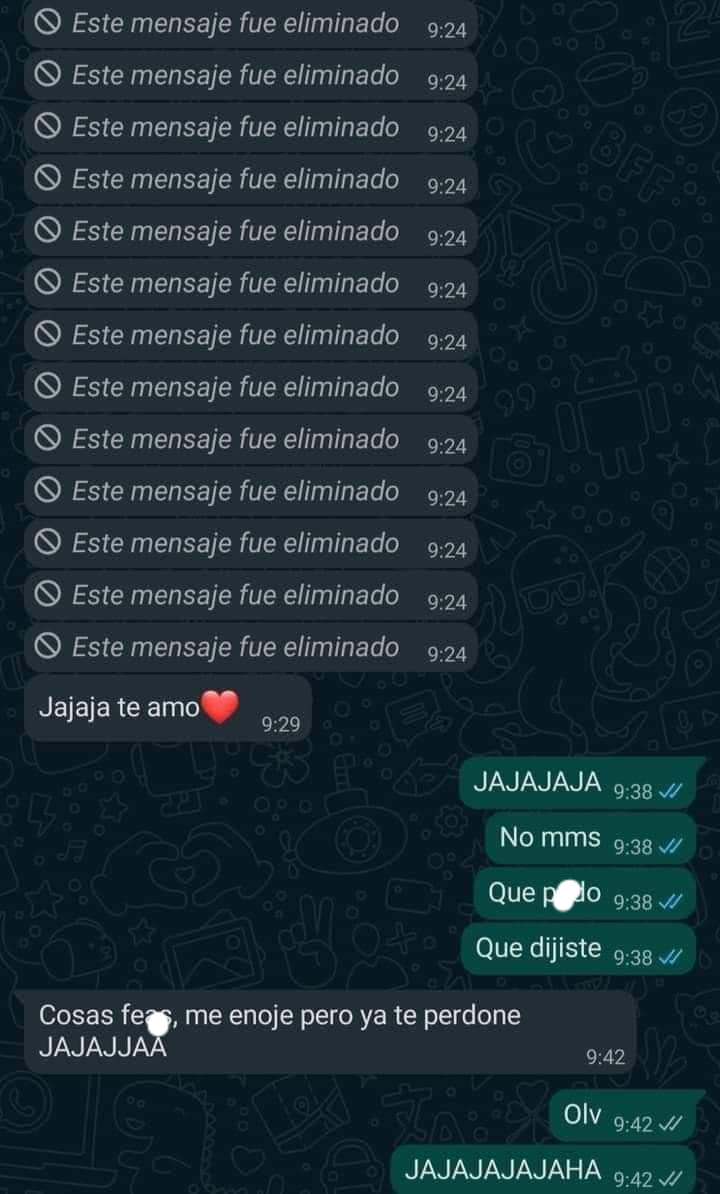 Este mensaje fue eliminado 9:24
Este mensaje fue eliminado 9:24
Este mensaje fue eliminado 9:24
Este mensaje fue eliminado 9:24
Este mensaje fue eliminado 9:24
Este mensaje fue eliminado 9:24
Este mensaje fue eliminado 9:24
Este mensaje fue eliminado 9:24
Este mensaje fue eliminado 9:24
Este mensaje fue eliminado 9:24
Este mensaje fue eliminado 9:24
Este mensaje fue eliminado 9:24
Este mensaje fue eliminado 9:24
Jajaja te amo❤️ 9:29
JAJAJAJA 9:38
No mms 9:38
Que 9:38
Que dijiste 9:38
Cosas feas, me enoje pero ya te perdone
JAJAJJAA 9:42
Olv 9:42
JAJAJAJAJAHA 9:42